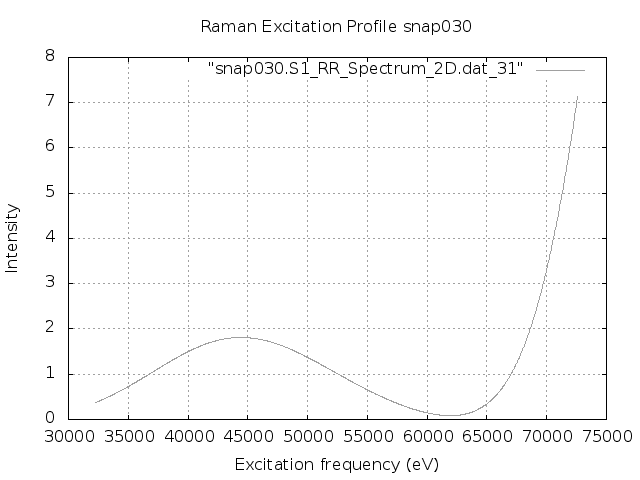 Raman Excitation Profile snap030
"snap030.S1_RR_Spectrum_2D.dat_31"
8
7
6
5
4
3
2
1
0
Intensity
30000 35000 40000 45000 50000 55000 60000 65000 70000 75000
Excitation frequency (eV)